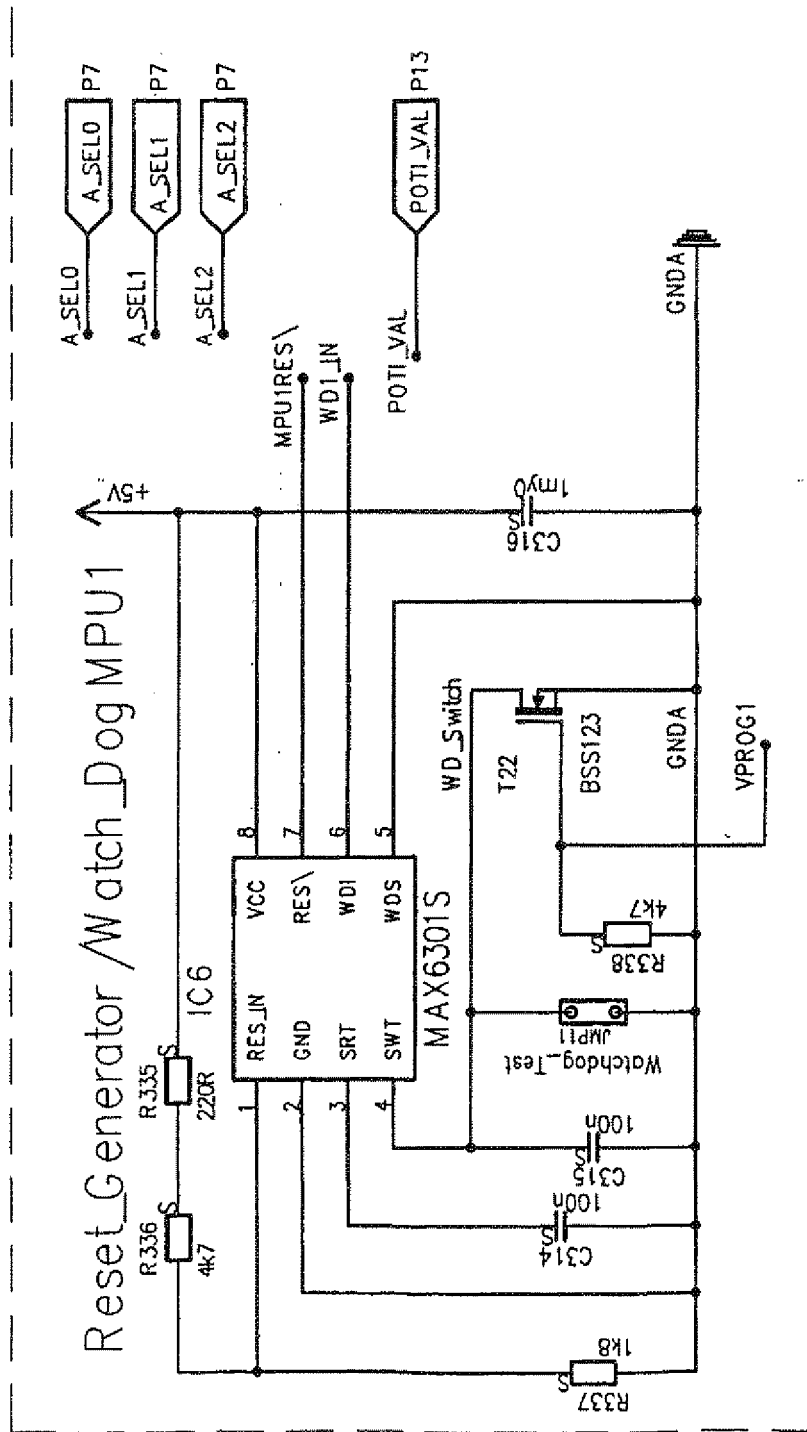 Reset_Generator /Watch_Dog MPU1
+5V
R336
S
4k7
R335
S
220R
IC6
1
RES_IN
2
GND
3
SRT
4
SWT
VCC
8
RES\
7
WDI
6
WDS
5
MAX6301S
MPU1RES\
WD1_IN
A_SEL0
A_SEL0
P7
A_SEL1
A_SEL1
P7
A_SEL2
A_SEL2
P7
POTI_VAL
POTI_VAL
P13
WD_Switch
T22
BSS123
GNDA
VPROG1
GNDA
S
R337
1k8
S
C314
100n
S
C315
100n
Watchdog_Test
JMP11
S
R338
4k7
S
C316
1my0